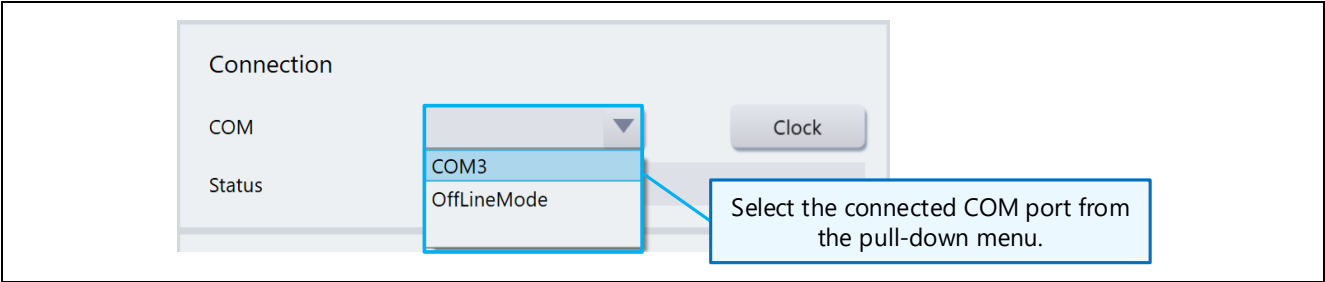 Connection
COM
Clock
COM3
Status
OffLineMode
Select the connected COM port from
the pull-down menu.